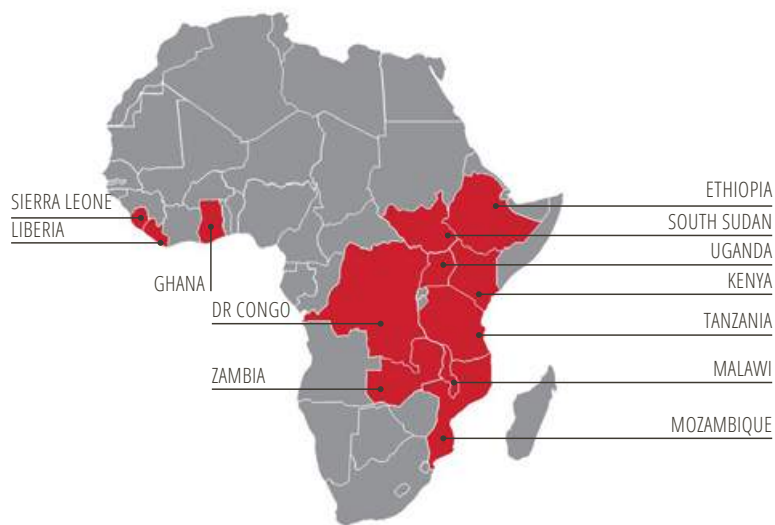 SIERRA LEONE
LIBERIA
GHANA
DR CONGO
ZAMBIA
ETHIOPIA
SOUTH SUDAN
UGANDA
KENYA
TANZANIA
MALAWI
MOZAMBIQUE